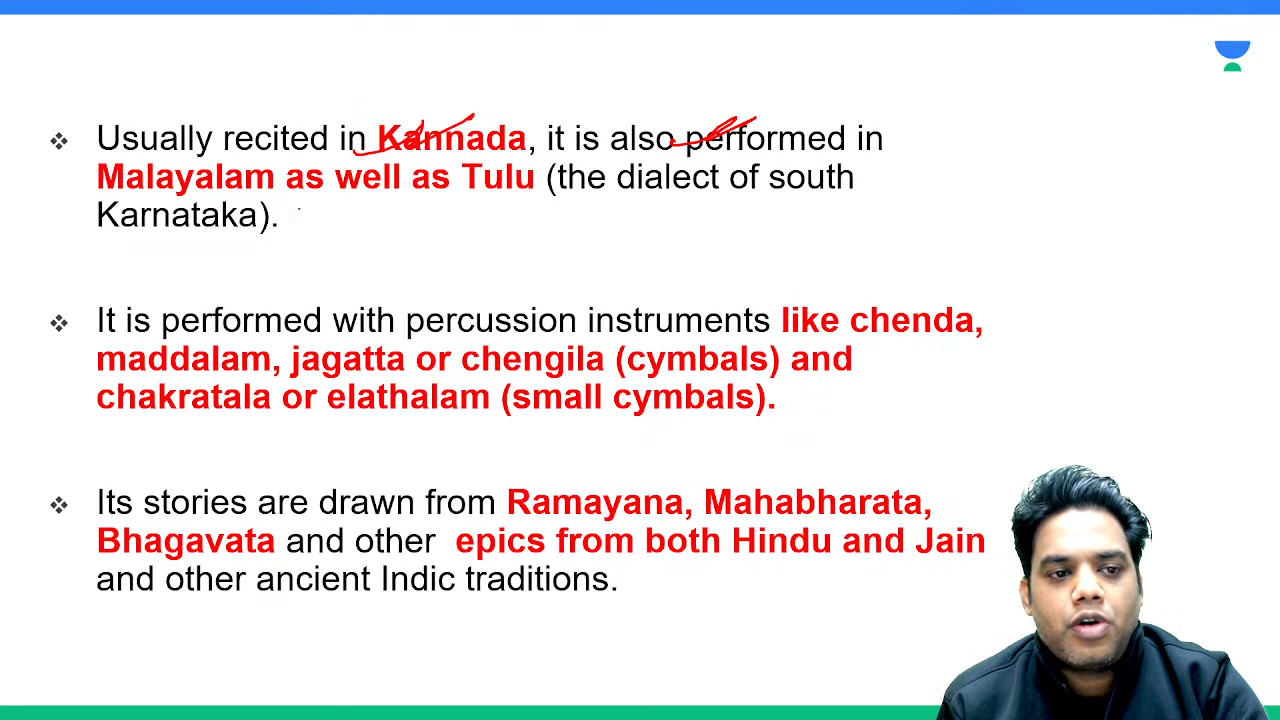 Usually recited in Kannada, it is also performed in
Malayalam as well as Tulu (the dialect of south
Karnataka).
It is performed with percussion instruments like chenda,
maddalam, jagatta or chengila (cymbals) and
chakratala or elathalam (small cymbals).
Its stories are drawn from Ramayana, Mahabharata,
Bhagavata and other epics from both Hindu and Jain
and other ancient Indic traditions.